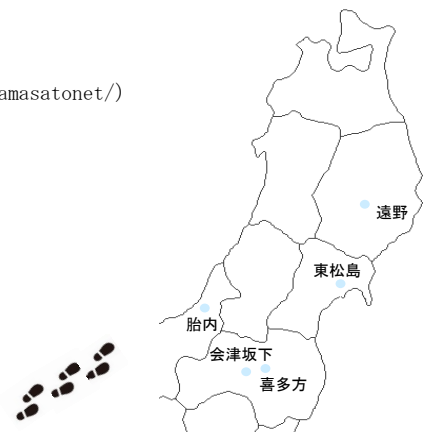 amasatonet/)
遠野
東松島
胎内
会津坂下
喜多方